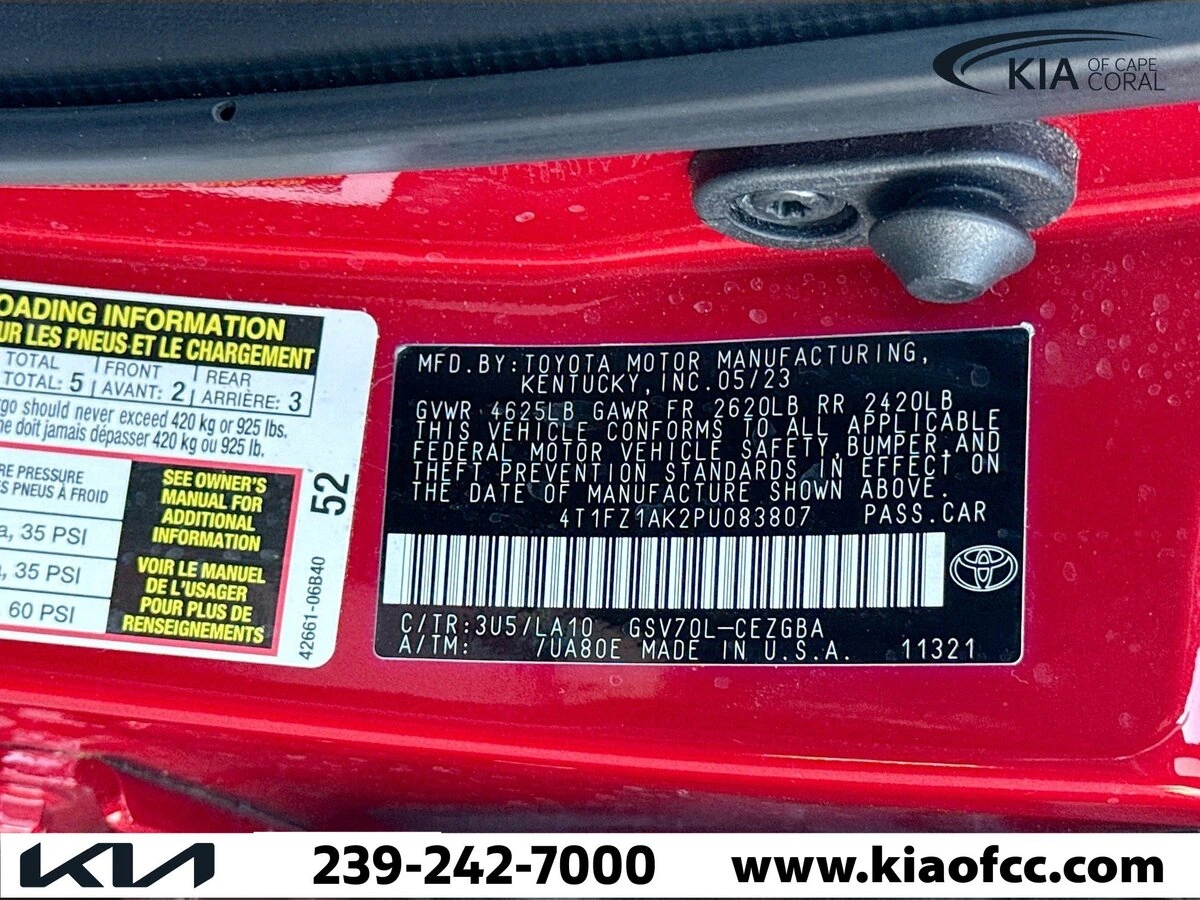 KIA OF CAPE CORAL
OADING INFORMATION
UR LES PNEUS ET LE CHARGEMENT
TOTAL FRONT REAR
TOTAL: 5 AVANT: 2 ARRIÈRE: 3
rgo should never exceed 420 kg or 925 lbs.
ne doit jamais dépasser 420 kg ou 925 lb.
RE PRESSURE
S PNEUS À FROID
a, 35 PSI
, 35 PSI
60 PSI
SEE OWNER'S
MANUAL FOR
ADDITIONAL
INFORMATION
VOIR LE MANUEL
DE L'USAGER
POUR PLUS DE
RENSEIGNEMENTS
52
42661-06B40
MFD. BY: TOYOTA MOTOR MANUFACTURING,
KENTUCKY, INC. 05/23
GVWR 4625LB GAWR FR 2620LB RR 2420LB
THIS VEHICLE CONFORMS TO ALL APPLICABLE
FEDERAL MOTOR VEHICLE SAFETY, BUMPER, AND
THEFT PREVENTION STANDARDS IN EFFECT ON
THE DATE OF MANUFACTURE SHOWN ABOVE.
4T1FZ1AK2PU083807 PASS. CAR
C/TR: 3U5/LA10 GSV70L-CEZGBA
A/TM: /UA80E MADE IN U.S.A. 11321
KIA 239-242-7000 www.kiaofcc.com